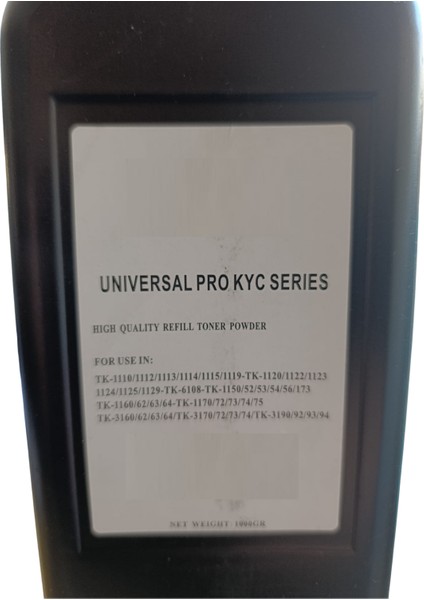 UNIVERSAL PRO KYC SERIES
HIGH QUALITY REFILL TONER POWDER
FOR USE IN:
TK-1110/1112/1113/1114/1115/1119-TK-1120/1122/1123
1124/1125/1129-TK-6108-TK-1150/52/53/54/56/173
TK-1160/62/63/64-TK-1170/72/73/74/75
TK-3160/62/63/64/TK-3170/72/73/74/TK-3190/92/93/94
NET WEIGHT 1000GR